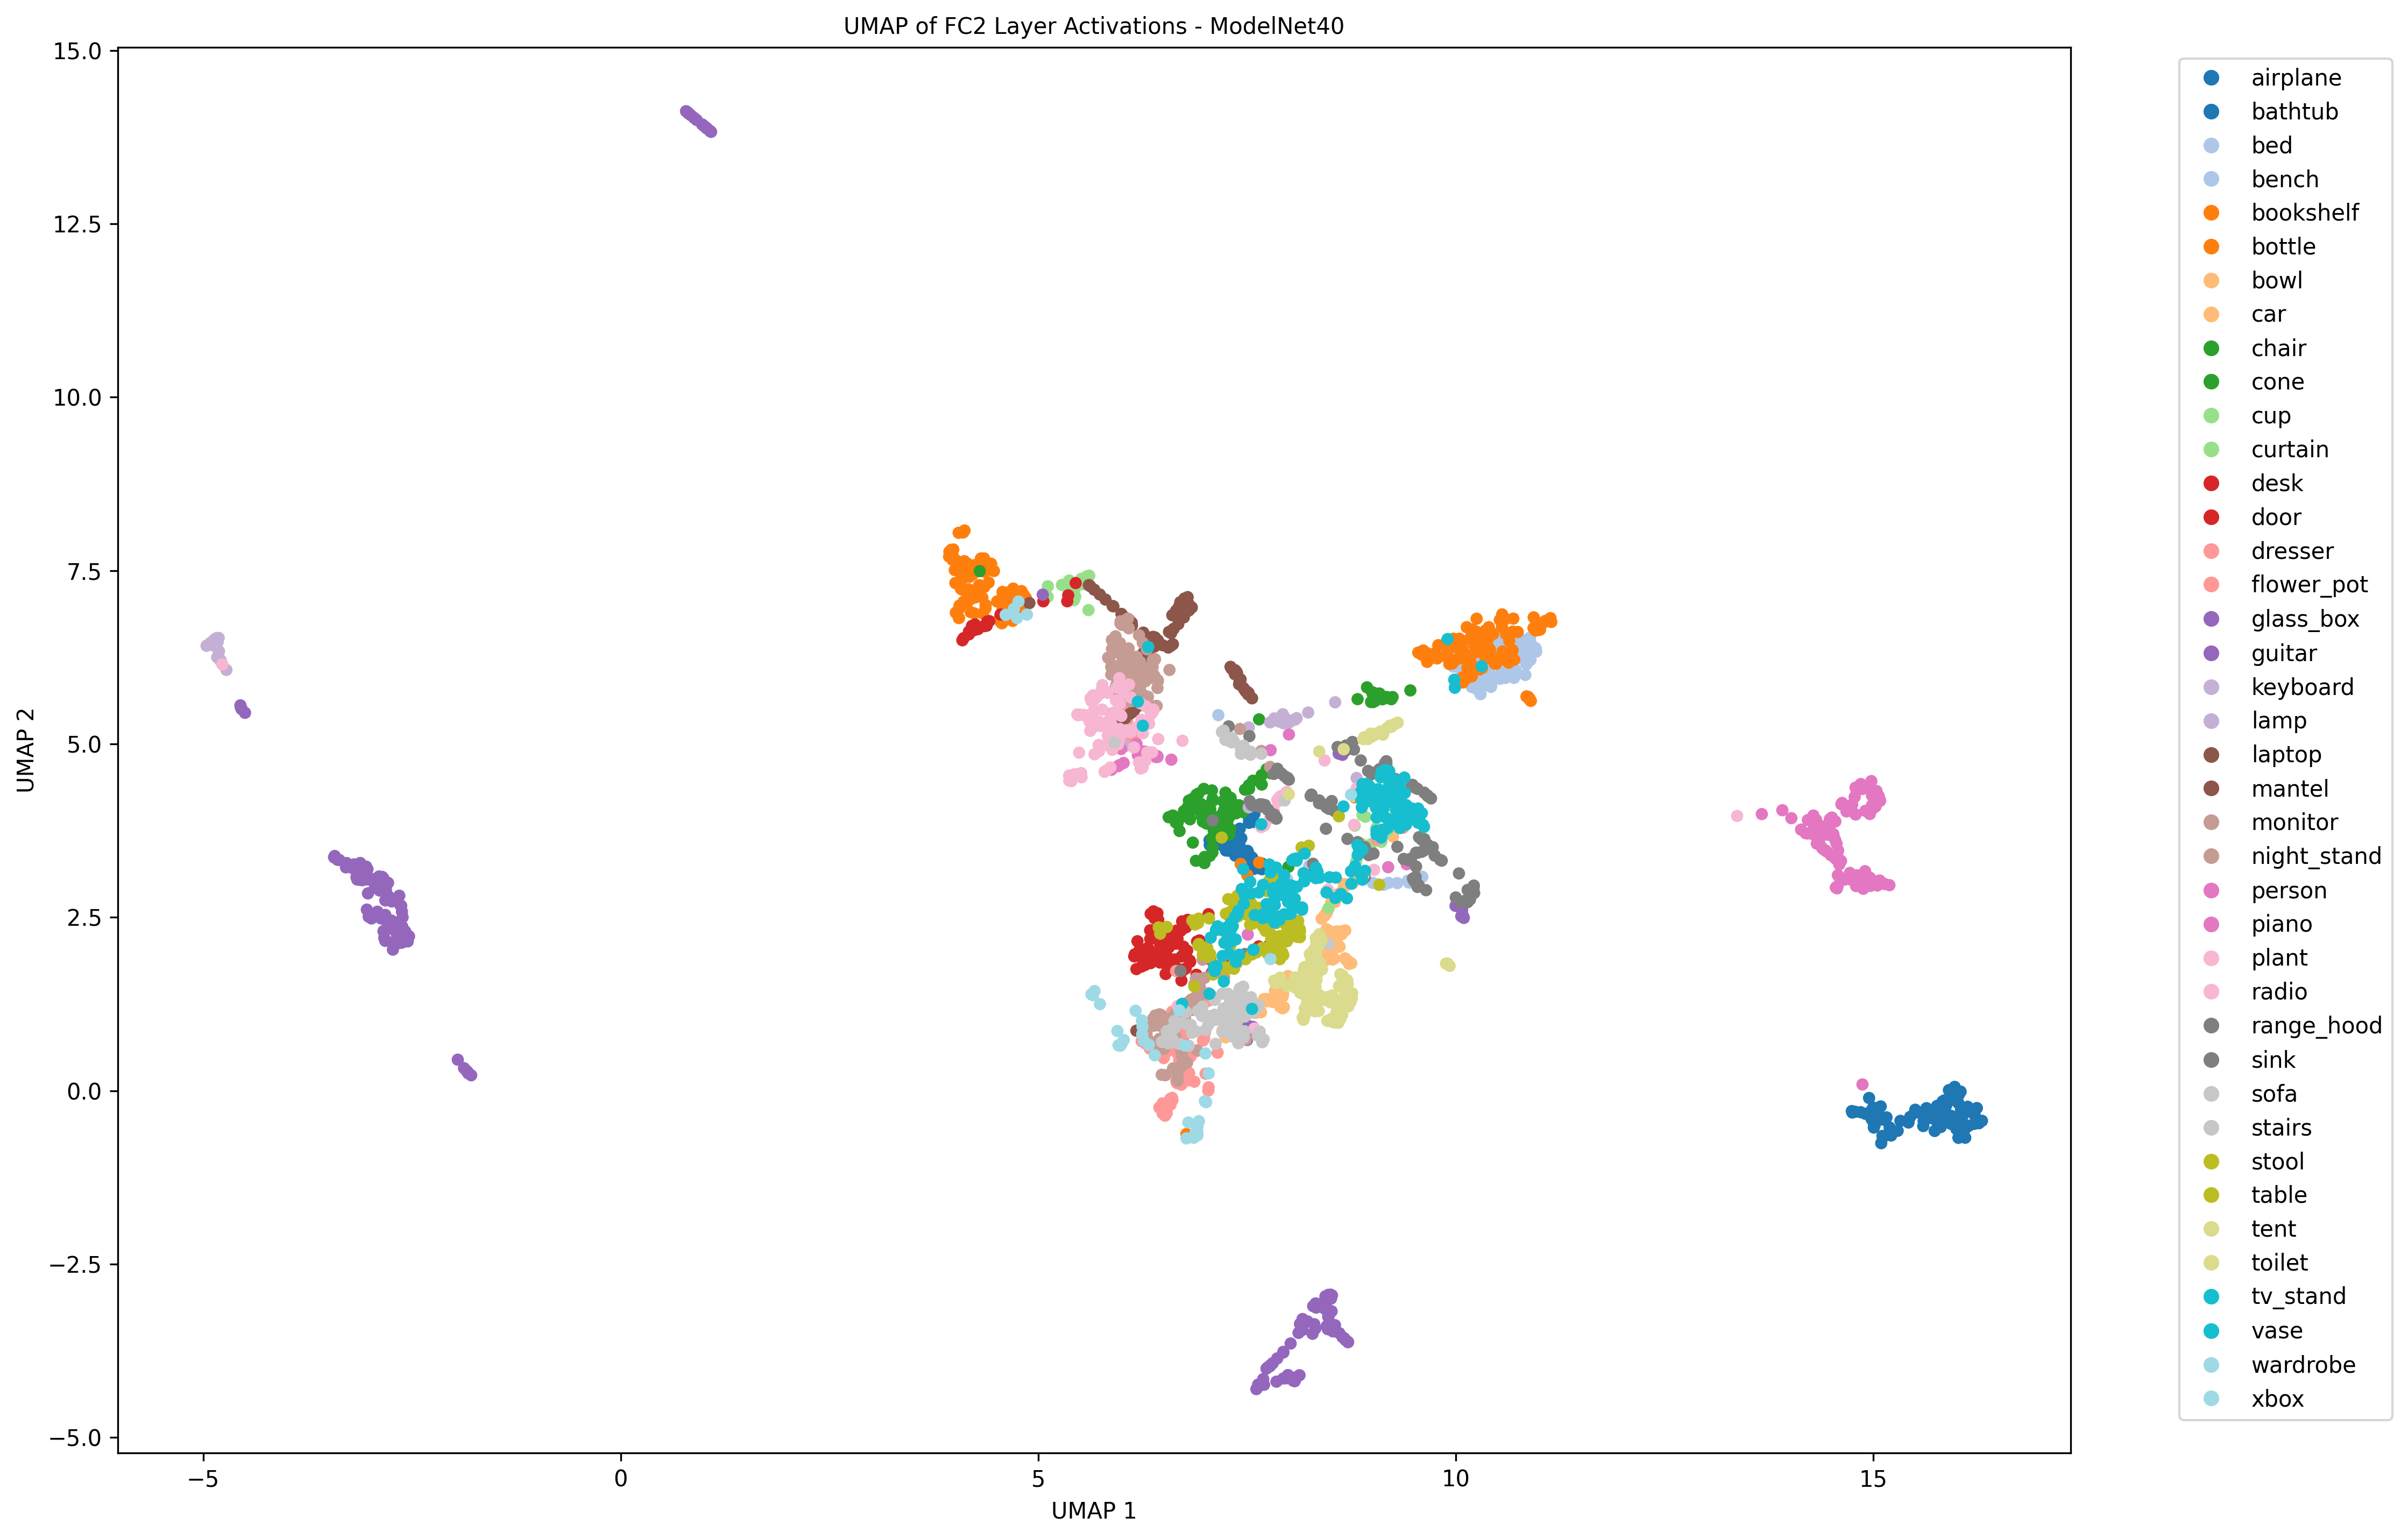 UMAP of FC2 Layer Activations - ModelNet40
15.0
12.5
10.0
7.5
5.0
2.5
0.0
−2.5
−5.0
UMAP 2
−5
0
5
10
15
UMAP 1
airplane
bathtub
bed
bench
bookshelf
bottle
bowl
car
chair
cone
cup
curtain
desk
door
dresser
flower_pot
glass_box
guitar
keyboard
lamp
laptop
mantel
monitor
night_stand
person
piano
plant
radio
range_hood
sink
sofa
stairs
stool
table
tent
toilet
tv_stand
vase
wardrobe
xbox